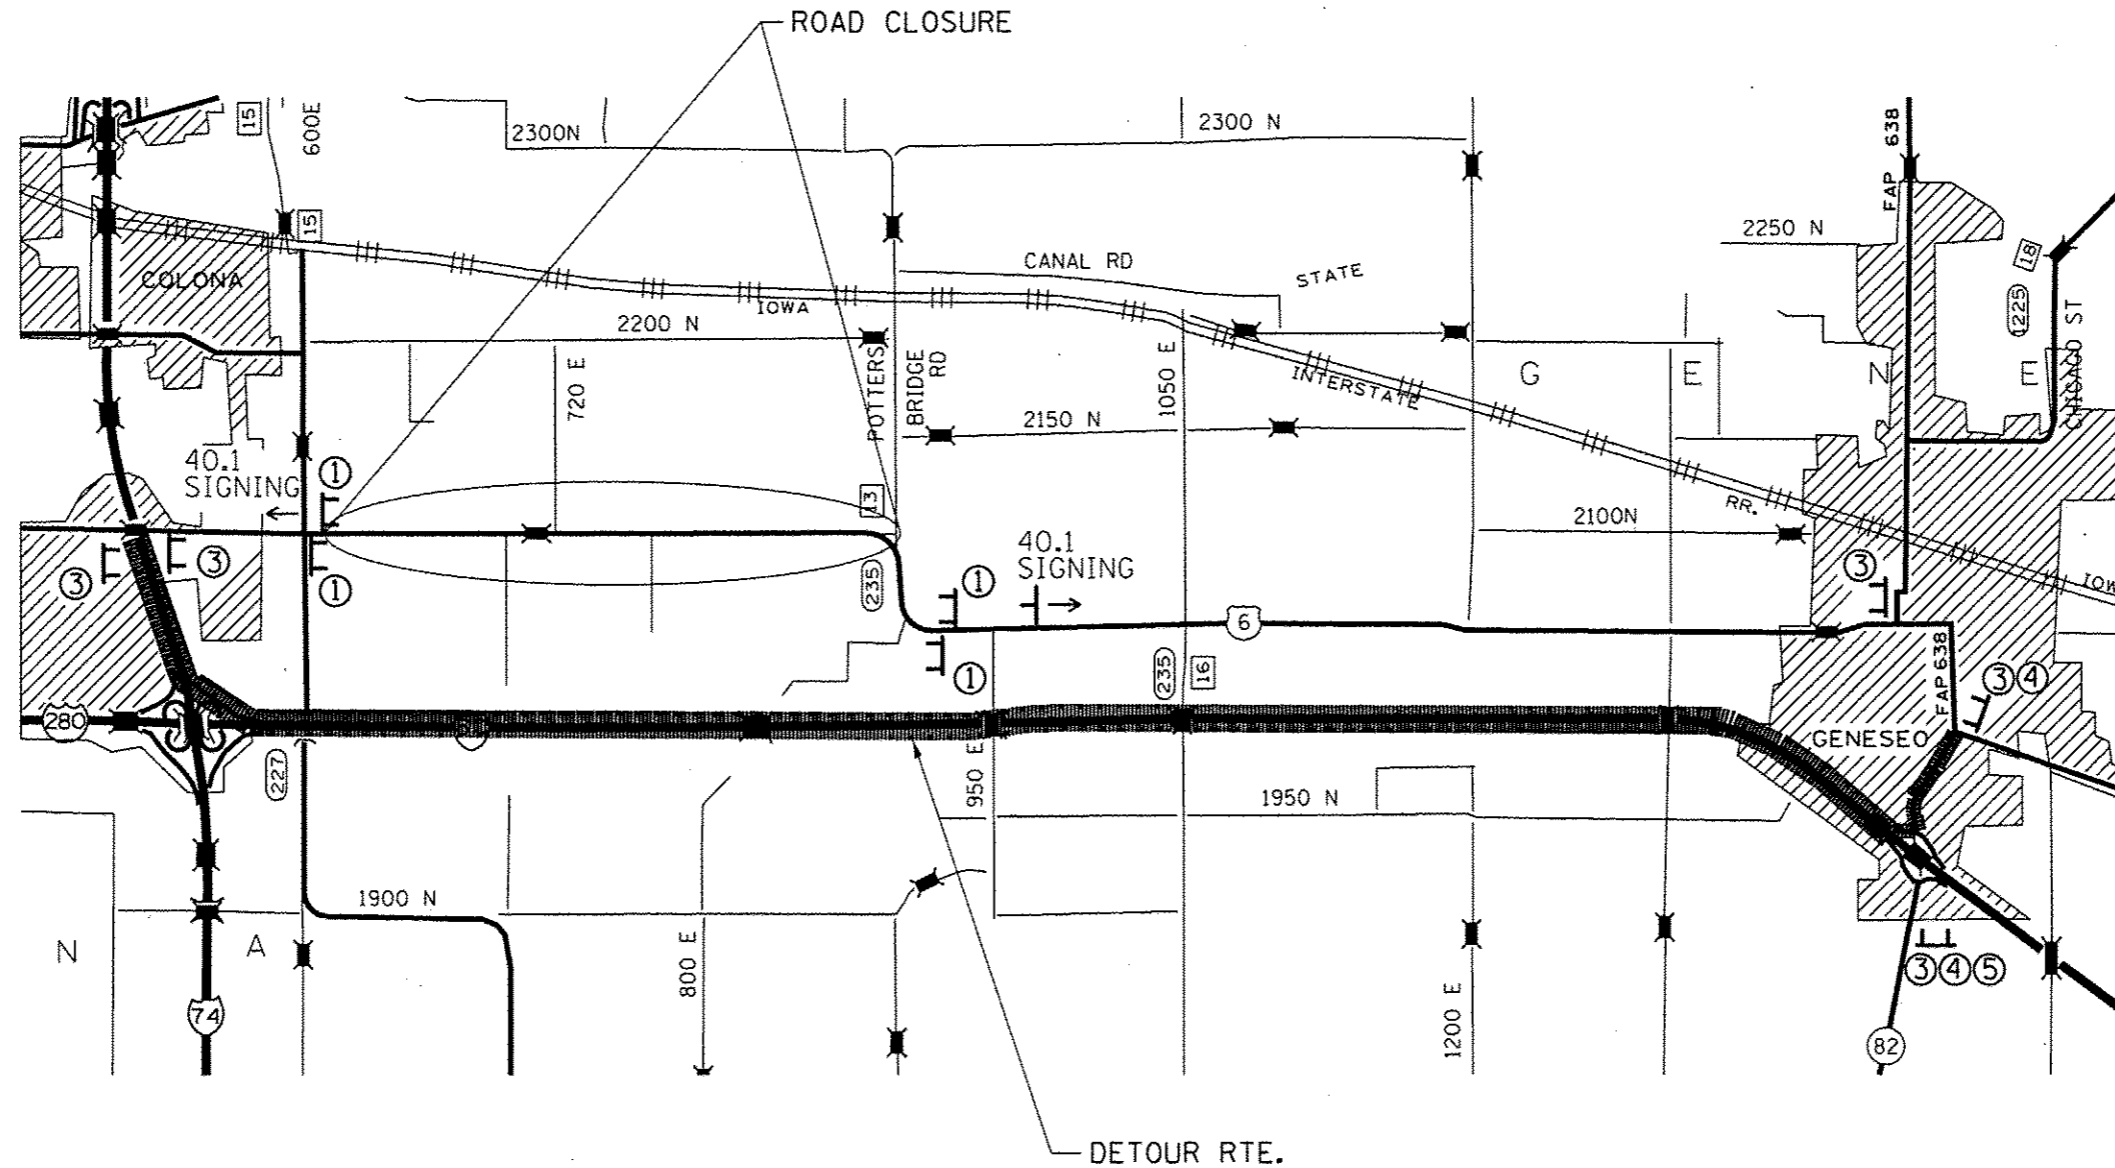 ROAD CLOSURE
15
600E
2300N
2300 N
FAP 638
15
2250 N
18
COLONA
CANAL RD
STATE
IOWA
1225
CHICAGO ST
2200 N
720 E
POTTERS
BRIDGE
RD
1050 E
INTERSTATE
G
E
N
E
2150 N
40.1
SIGNING
1
13
RR.
2100N
3
3
1
235
1
40.1
SIGNING
3
6
1
235
16
FAP 638
3 4
280
GENESEO
227
950 E
1950 N
1900 N
N
A
800 E
1200 E
3 4 5
74
82
DETOUR RTE.